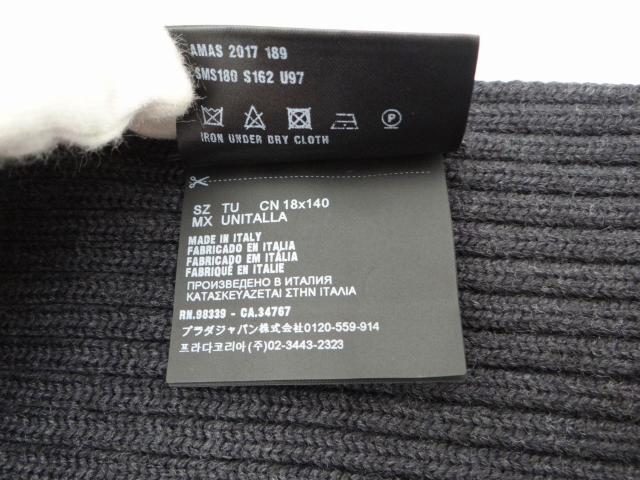 AMAS 2017 189
SMS180 S162 U97
P
IRON UNDER DRY CLOTH
SZ TU CN 18x140
MX UNITALLA
MADE IN ITALY
FABRICADO EN ITALIA
FABRICADO EM ITÁLIA
FABRIQUÉ EN ITALIE
ПРОИЗВЕДЕНО В ИТАЛИЯ
ΚΑΤΑΣΚΕΥΑΖΕΤΑΙ ΣΤΗΝ ΙΤΑΛΙΑ
RN.98339 - CA.34767
プラダジャパン株式会社0120-559-914
프라다코리아(주)02-3443-2323